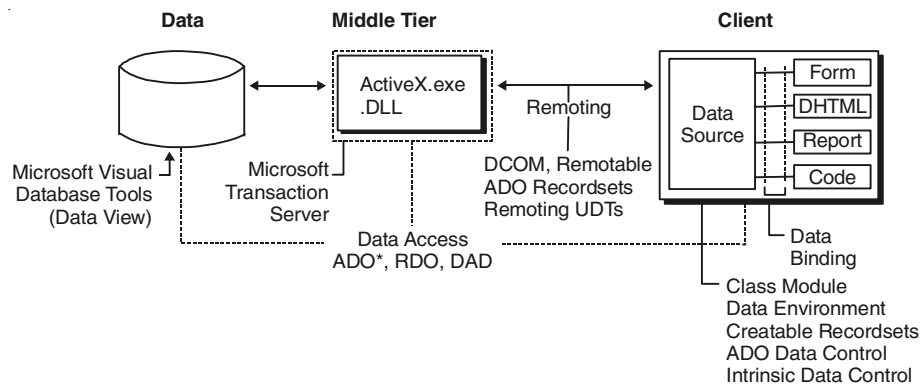 Data
Middle Tier
Client
ActiveX.exe
.DLL
Remoting
Data
Source
Form
DHTML
Report
Code
Microsoft Visual
Database Tools
(Data View)
Microsoft
Transaction
Server
DCOM, Remotable
ADO Recordsets
Remoting UDTs
Data Access
ADO*, RDO, DAD
Data
Binding
Class Module
Data Environment
Creatable Recordsets
ADO Data Control
Intrinsic Data Control